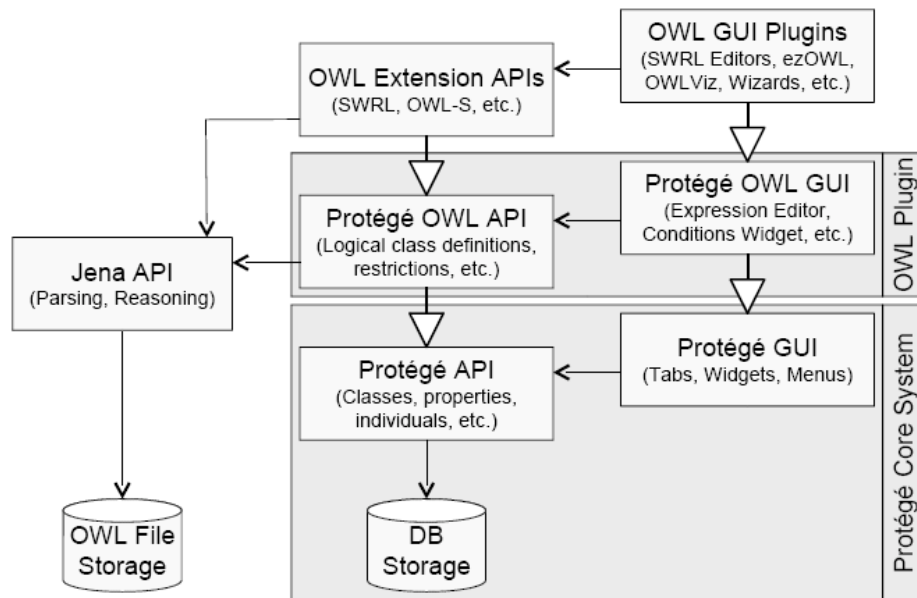 OWL GUI Plugins
(SWRL Editors, ezOWL,
OWLViz, Wizards, etc.)
OWL Extension APIs
(SWRL, OWL-S, etc.)
Protégé OWL API
(Logical class definitions,
restrictions, etc.)
Protégé OWL GUI
(Expression Editor,
Conditions Widget, etc.)
OWL Plugin
Jena API
(Parsing, Reasoning)
Protégé API
(Classes, properties,
individuals, etc.)
Protégé GUI
(Tabs, Widgets, Menus)
Protégé Core System
OWL File
Storage
DB
Storage